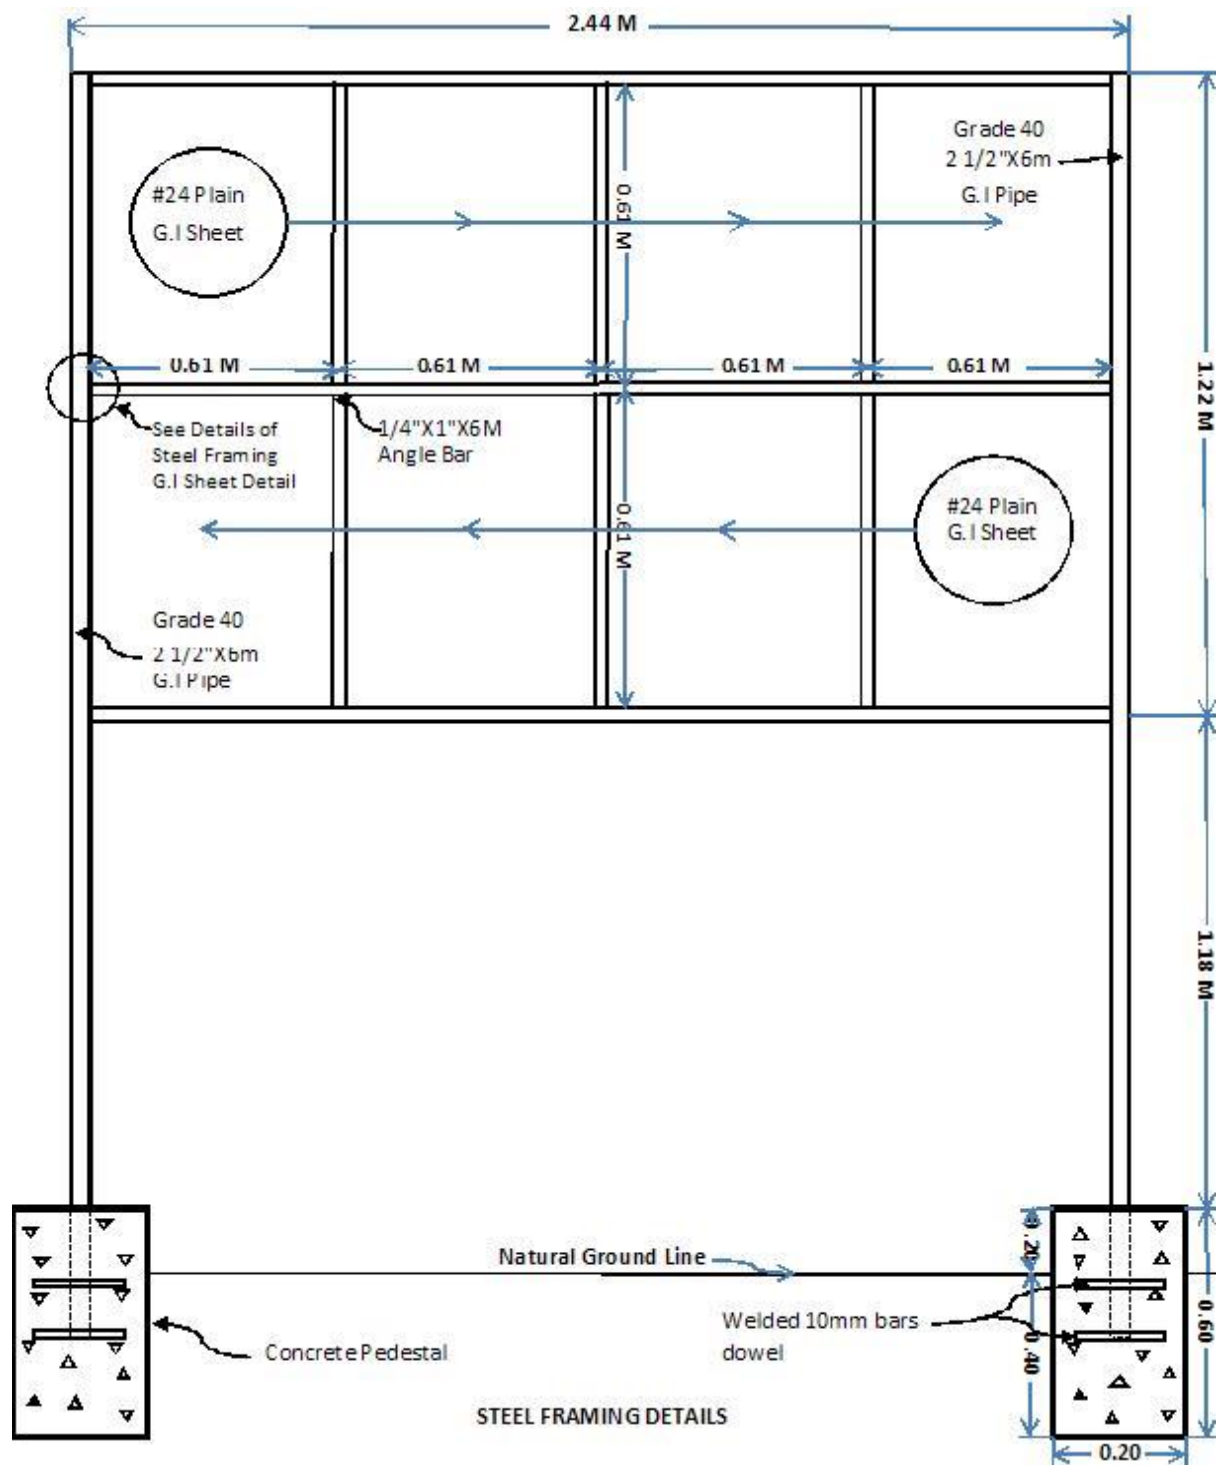 2.44 M
Grade 40
2 1/2"X6m
G.I Pipe
#24 Plain
G.I Sheet
0.61 M
0.61 M
0.61 M
0.61 M
0.61 M
1.22 M
See Details of
Steel Framing
G.I Sheet Detail
1/4"X1"X6M
Angle Bar
#24 Plain
G.I Sheet
0.61 M
Grade 40
2 1/2"X6m
G.I Pipe
1.18 M
Natural Ground Line
0.20
Welded 10mm bars
dowel
0.40
0.60
Concrete Pedestal
STEEL FRAMING DETAILS
0.20